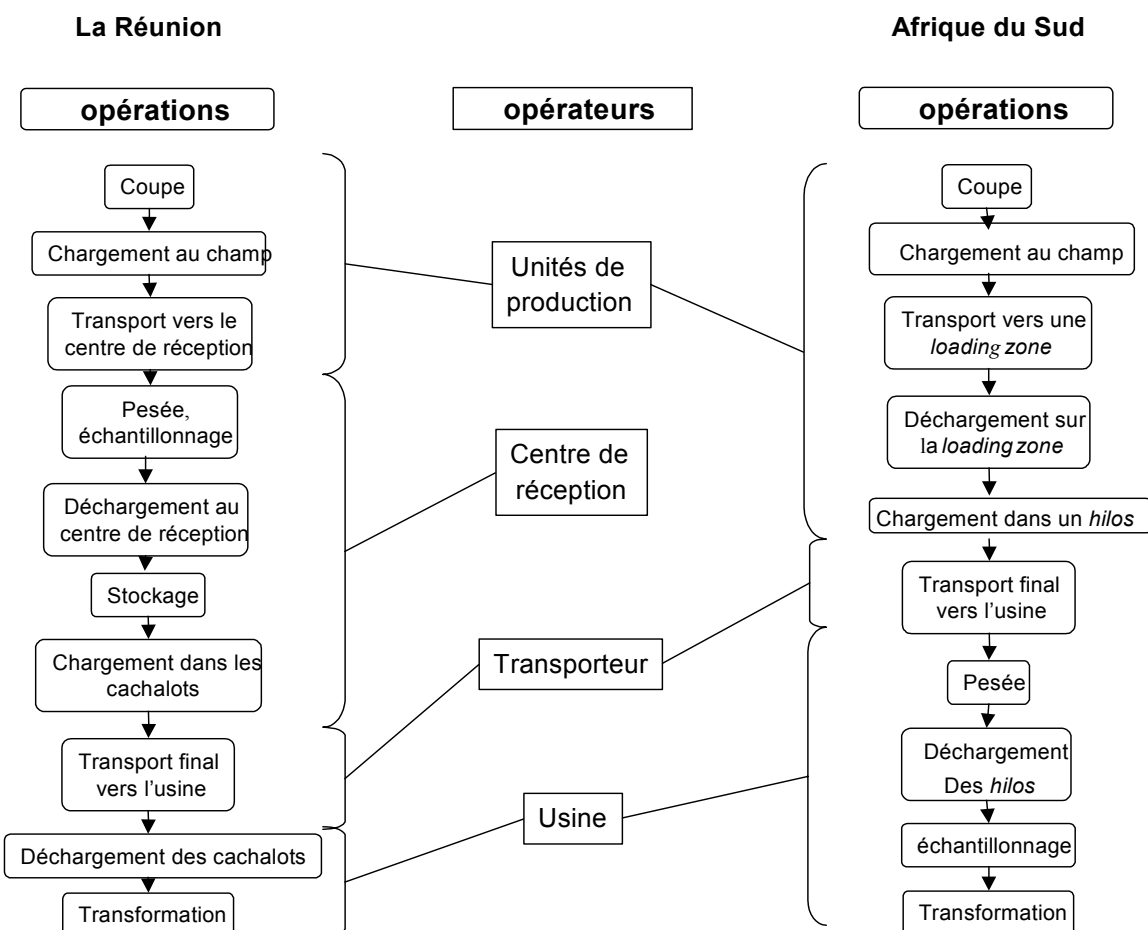 La Réunion
opérations
Coupe
Chargement au champ
Transport vers le
centre de réception
Pesée,
échantillonnage
Déchargement au
centre de réception
Stockage
Chargement dans les
cachalots
Transport final
vers l'usine
Déchargement des cachalots
Transformation
opérateurs
Unités de
production
Centre de
réception
Transporteur
Usine
Afrique du Sud
opérations
Coupe
Chargement au champ
Transport vers une
loading zone
Déchargement sur
la loading zone
Chargement dans un hilos
Transport final
vers l'usine
Pesée
Déchargement
Des hilos
échantillonnage
Transformation